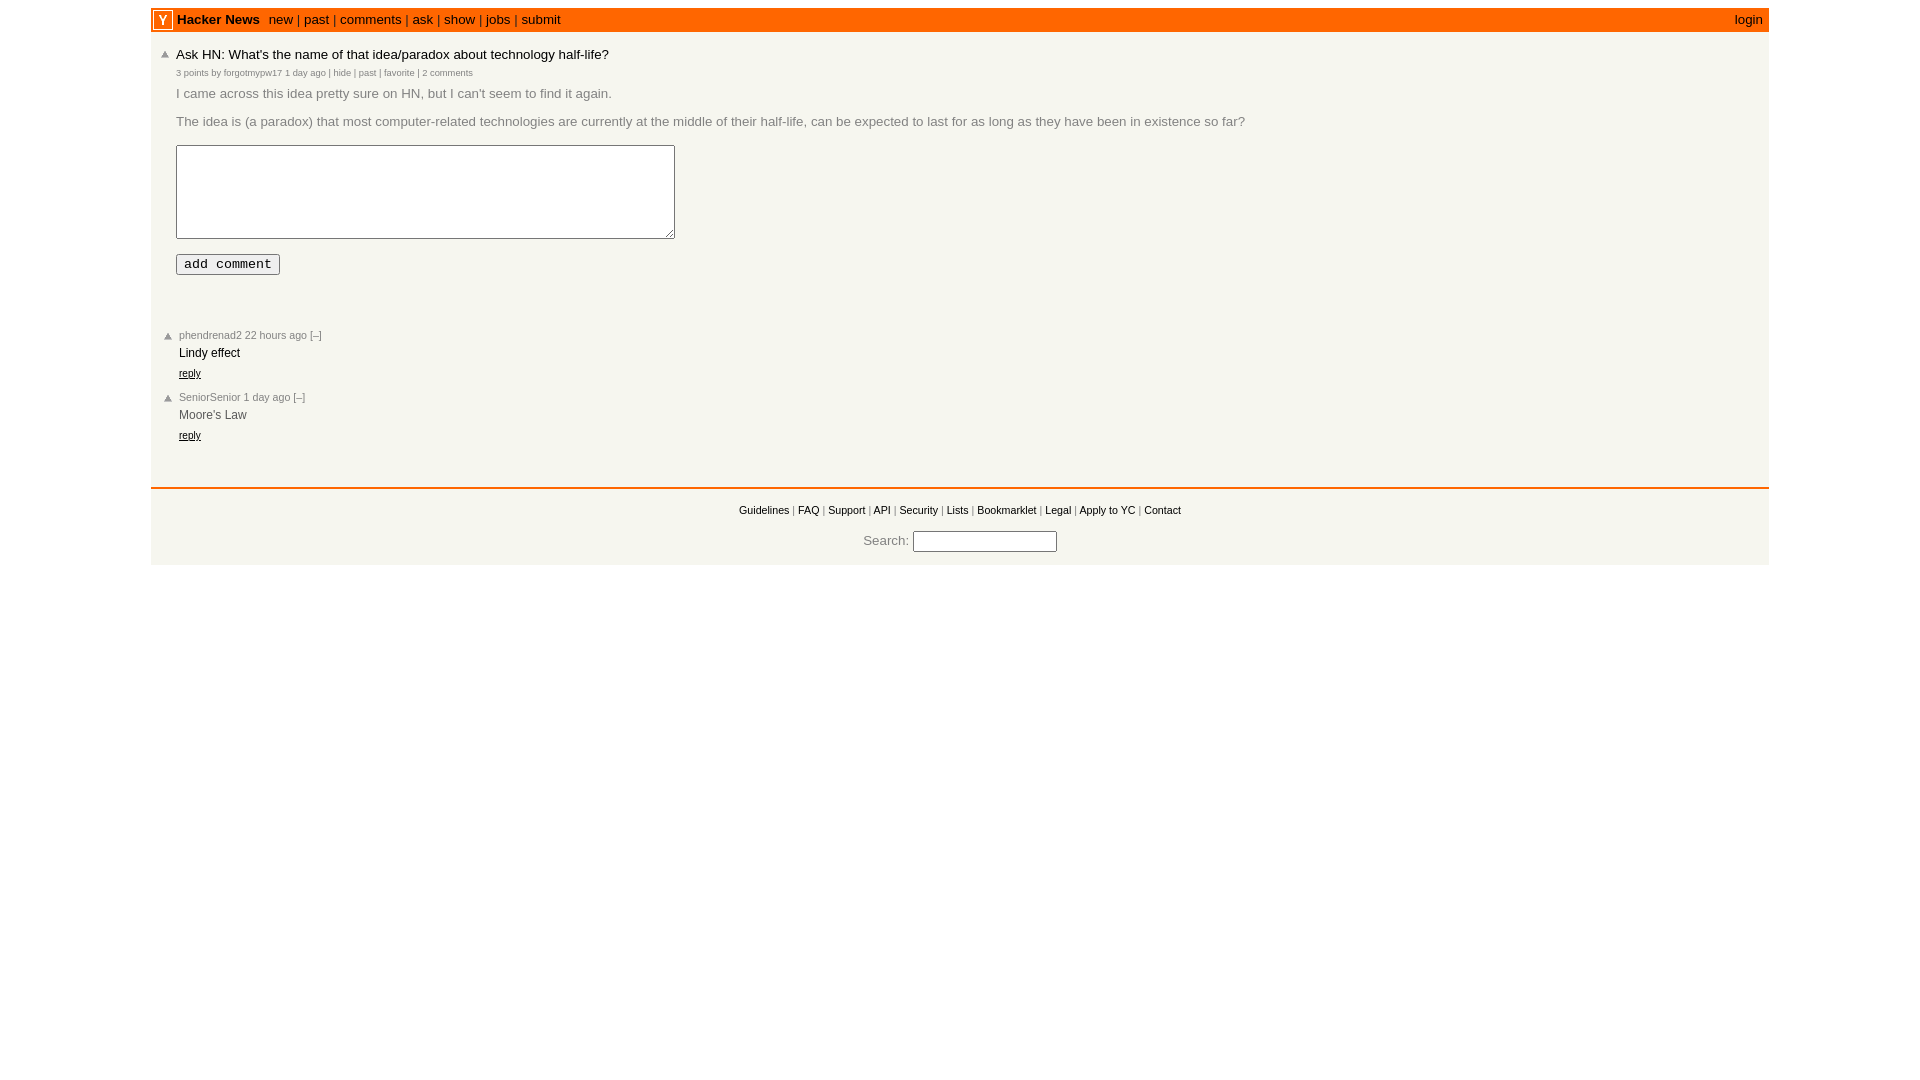 Y Hacker News new | past | comments | ask | show | jobs | submit login
Ask HN: What's the name of that idea/paradox about technology half-life?
3 points by forgotmypw17 1 day ago | hide | past | favorite | 2 comments
I came across this idea pretty sure on HN, but I can't seem to find it again.
The idea is (a paradox) that most computer-related technologies are currently at the middle of their half-life, can be expected to last for as long as they have been in existence so far?
add comment
phendrenad2 22 hours ago [–]
Lindy effect
reply
SeniorSenior 1 day ago [–]
Moore's Law
reply
Guidelines | FAQ | Support | API | Security | Lists | Bookmarklet | Legal | Apply to YC | Contact
Search: